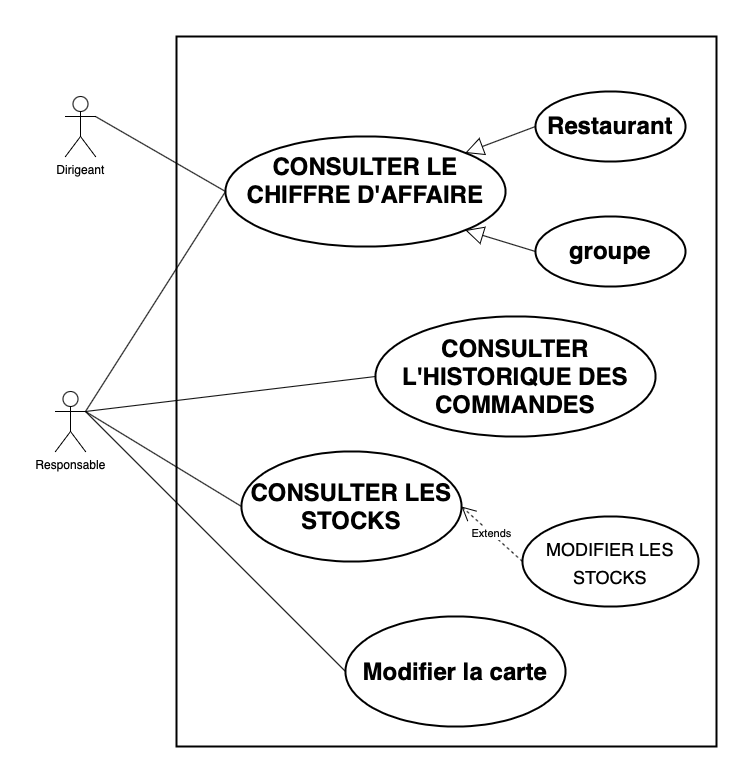 Dirigeant
CONSULTER LE
CHIFFRE D'AFFAIRE
Restaurant
groupe
CONSULTER
L'HISTORIQUE DES
COMMANDES
Responsable
CONSULTER LES
STOCKS
Extends
MODIFIER LES
STOCKS
Modifier la carte